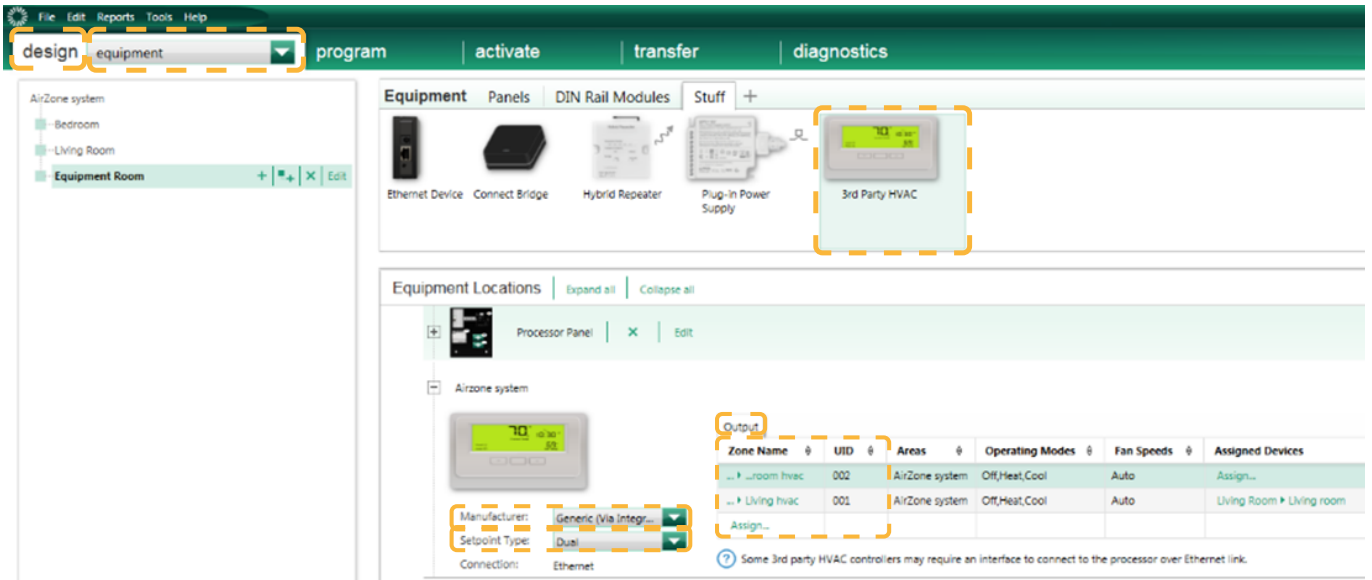 File Edit Reports Tools Help
design equipment program activate transfer diagnostics
AirZone system
Bedroom
Living Room
Equipment Room + + × Edit
Equipment Panels DIN Rail Modules Stuff +
Ethernet Device Connect Bridge Hybrid Repeater Plug-in Power Supply 3rd Party HVAC
Equipment Locations Expand all Collapse all
Processor Panel × Edit
Airzone system
70 10:30
Output
Zone Name UID Areas Operating Modes Fan Speeds Assigned Devices
... ...room hvac 002 AirZone system Off,Heat,Cool Auto Assign...
... Living hvac 001 AirZone system Off,Heat,Cool Auto Living Room Living room
Assign...
Manufacturer: Generic (Via Integr...
Setpoint Type: Dual
Connection: Ethernet
? Some 3rd party HVAC controllers may require an interface to connect to the processor over Ethernet link.